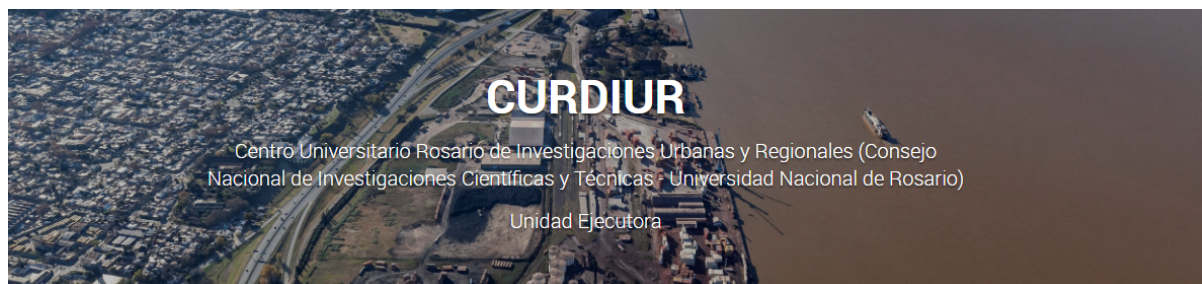 CURDIUR
Centro Universitario Rosario de Investigaciones Urbanas y Regionales (Consejo
Nacional de Investigaciones Científicas y Técnicas - Universidad Nacional de Rosario)
Unidad Ejecutora